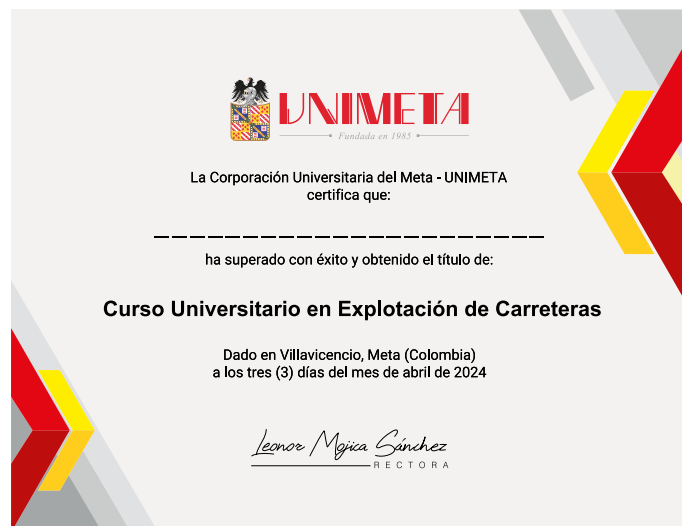 UNIMETA
Fundada en 1985
La Corporación Universitaria del Meta - UNIMETA
certifica que:
ha superado con éxito y obtenido el título de:
Curso Universitario en Explotación de Carreteras
Dado en Villavicencio, Meta (Colombia)
a los tres (3) días del mes de abril de 2024
Leonor Mojica Sánchez
RECTORA